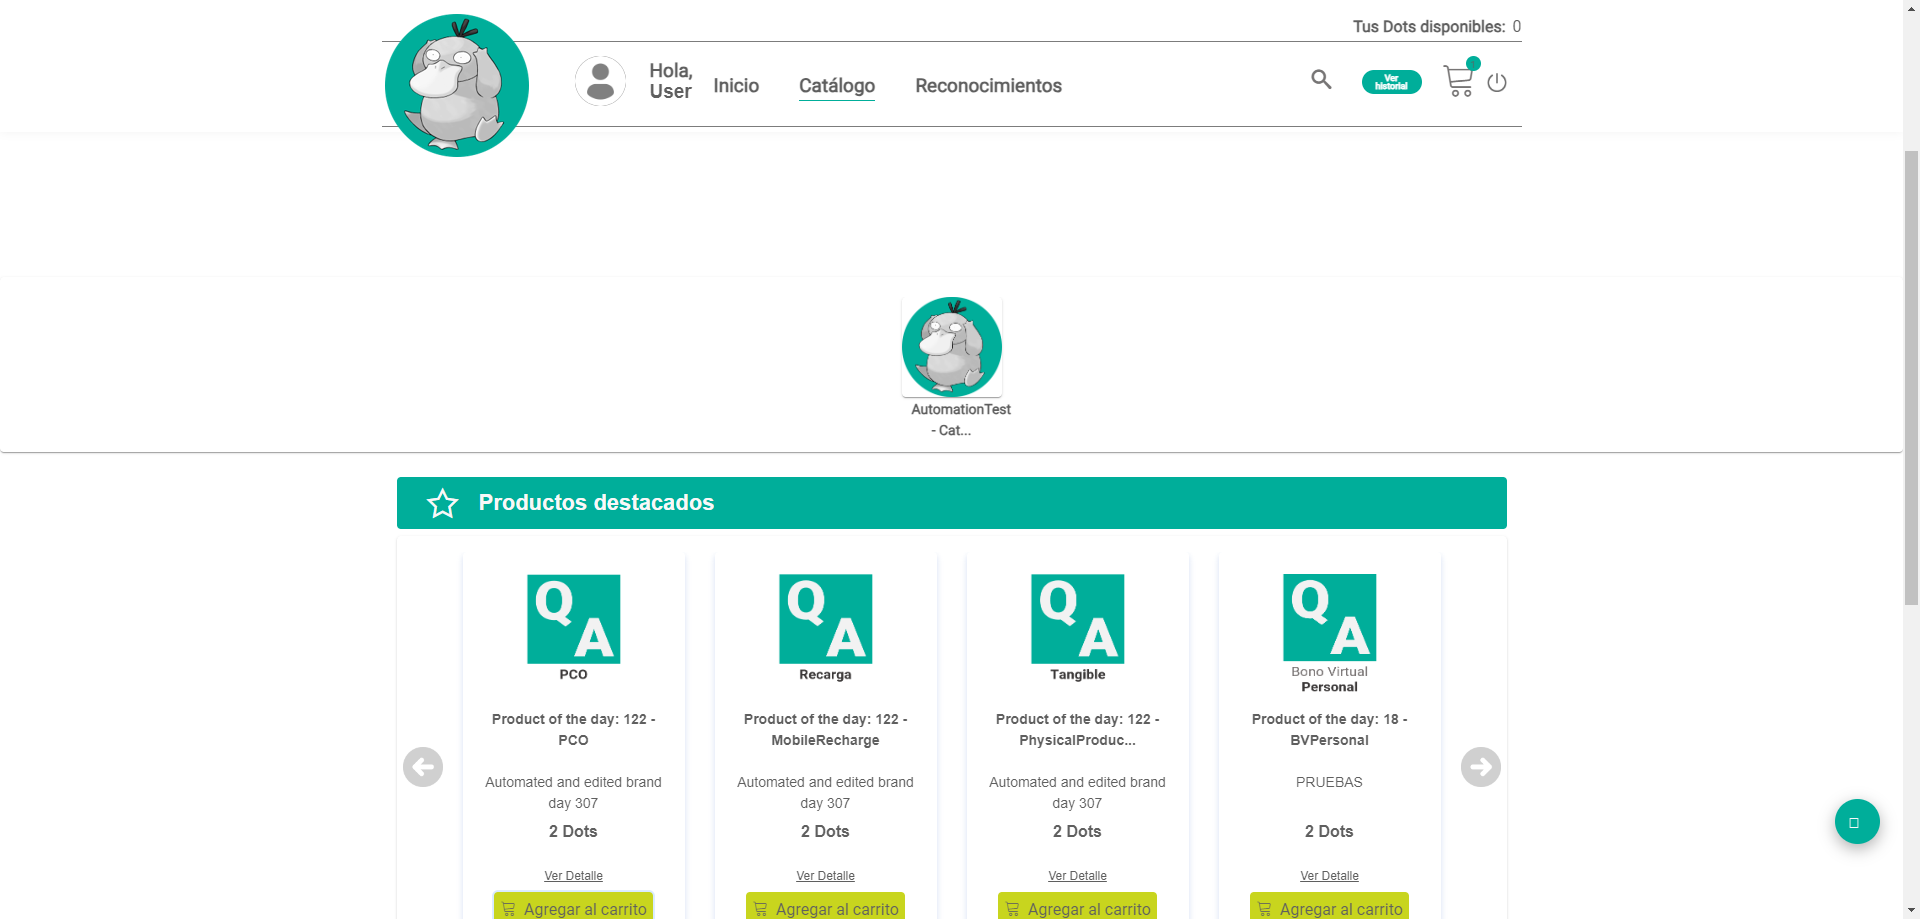 Tus Dots disponibles: 0
Hola,
User
Inicio
Catálogo
Reconocimientos
Ver
historial
AutomationTest
- Cat...
Productos destacados
QA
PCO
QA
Recarga
QA
Tangible
QA
Bono Virtual
Personal
Product of the day: 122 -
PCO
Product of the day: 122 -
MobileRecharge
Product of the day: 122 -
PhysicalProduc...
Product of the day: 18 -
BVPersonal
Automated and edited brand
day 307
Automated and edited brand
day 307
Automated and edited brand
day 307
PRUEBAS
2 Dots
2 Dots
2 Dots
2 Dots
Ver Detalle
Ver Detalle
Ver Detalle
Ver Detalle
Agregar al carrito
Agregar al carrito
Agregar al carrito
Agregar al carrito